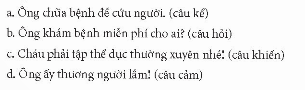 a. Ông chữa bệnh để cứu người. (câu kể)
b. Ông khám bệnh miễn phí cho ai? (câu hỏi)
c. Cháu phải tập thể dục thường xuyên nhé! (câu khiến)
d. Ông ấy thương người lắm! (câu cảm)